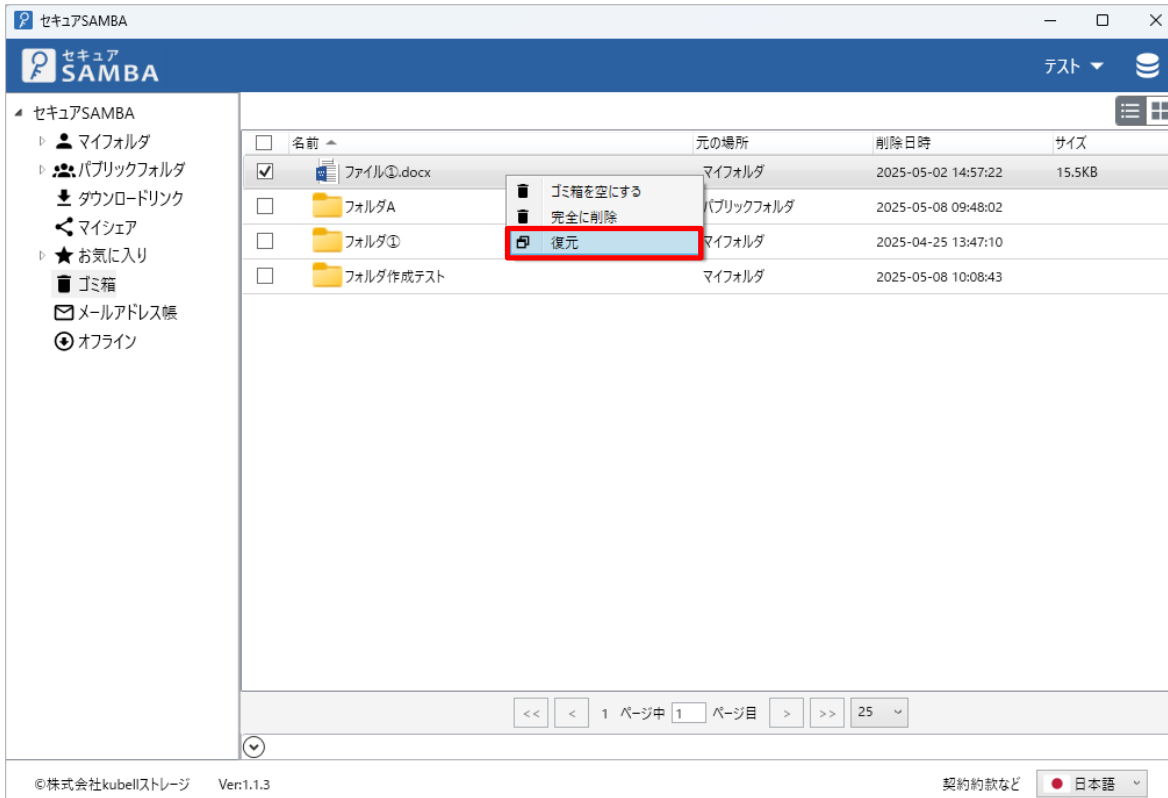 セキュアSAMBA
セキュア
SAMBA
テスト
セキュアSAMBA
マイフォルダ
パブリックフォルダ
ダウンロードリンク
マイシェア
お気に入り
ゴミ箱
メールアドレス帳
オフライン
名前 元の場所 削除日時 サイズ
ファイル①.docx マイフォルダ 2025-05-02 14:57:22 15.5KB
フォルダA パブリックフォルダ 2025-05-08 09:48:02
フォルダ① マイフォルダ 2025-04-25 13:47:10
フォルダ作成テスト マイフォルダ 2025-05-08 10:08:43
ゴミ箱を空にする
完全に削除
復元
<< < 1 ページ中 1 ページ目 > >> 25
©株式会社kubellストレージ Ver:1.1.3 契約約款など 日本語